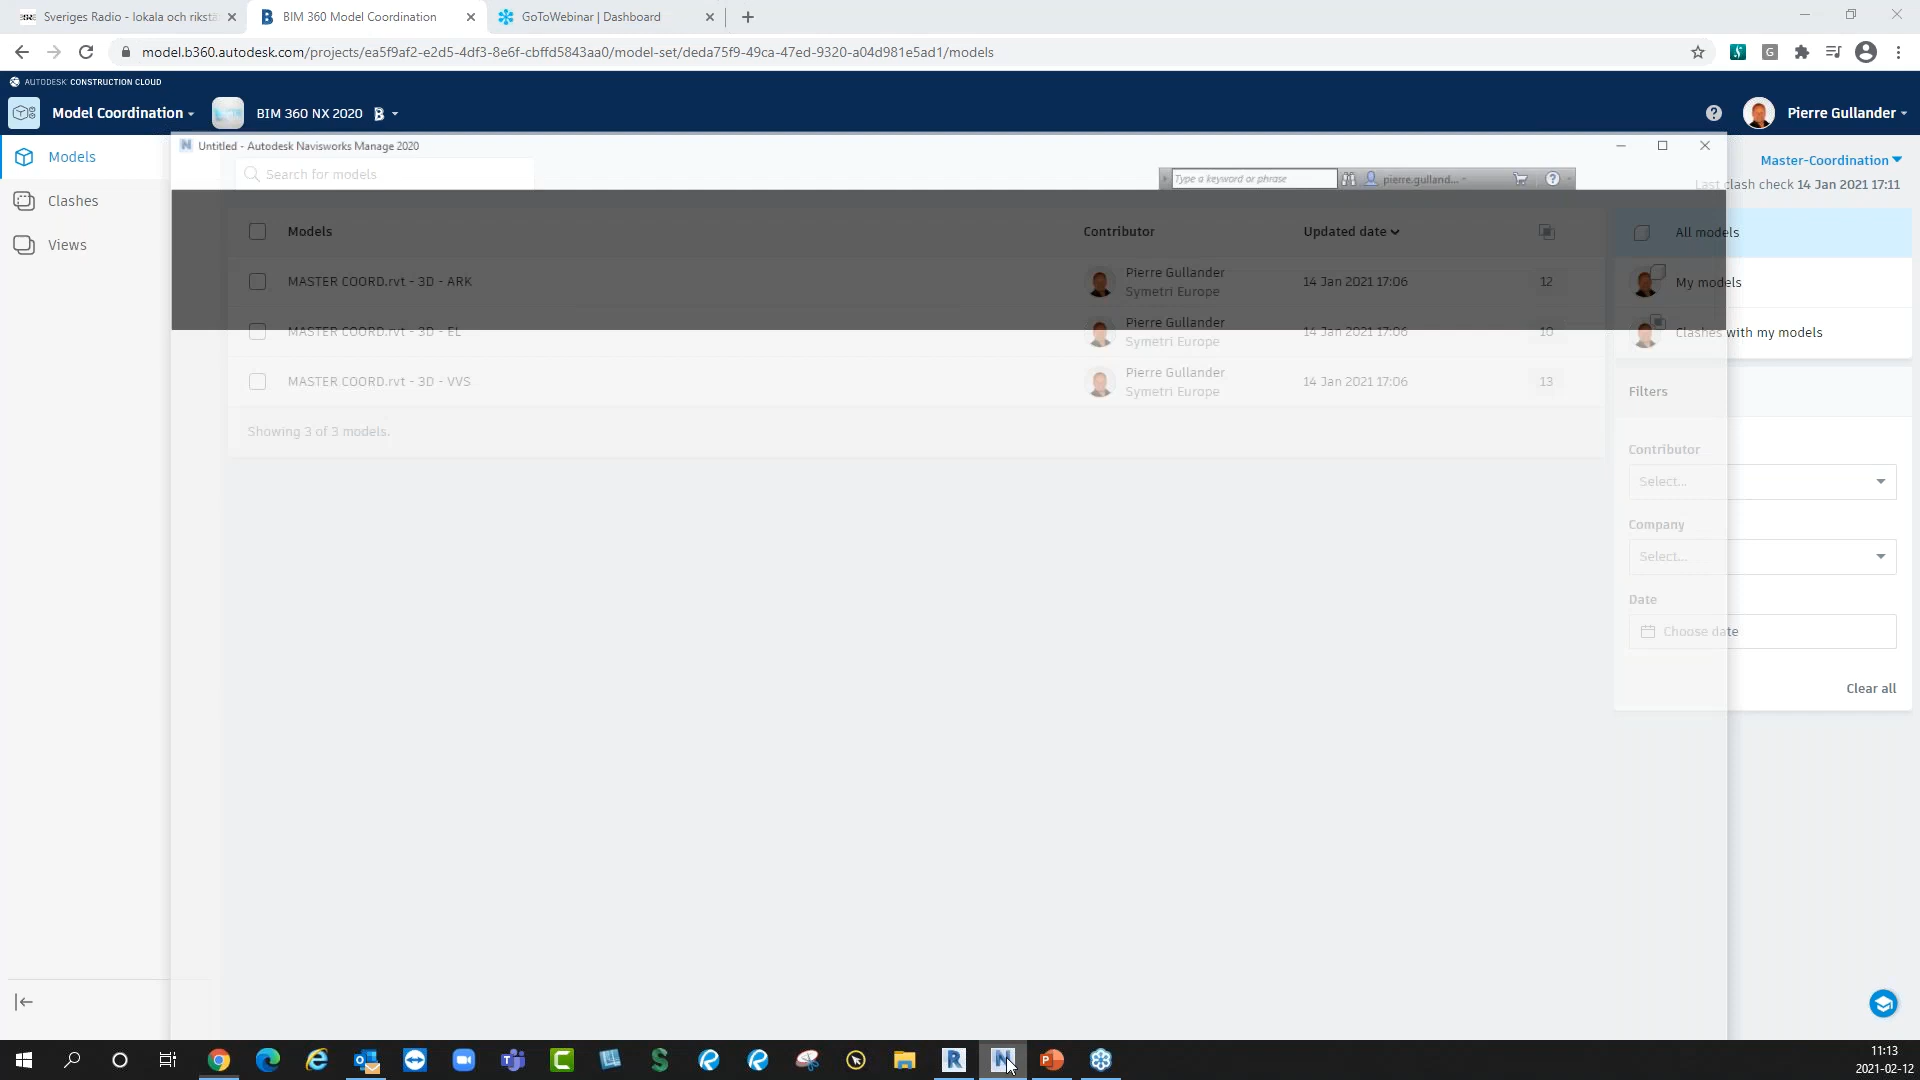 Sveriges Radio - lokala och rikstä
BIM 360 Model Coordination
GoToWebinar | Dashboard
model.b360.autodesk.com/projects/ea5f9af2-e2d5-4df3-8e6f-cbffd5843aa0/model-set/deda75f9-49ca-47ed-9320-a04d981e5ad1/models
AUTODESK CONSTRUCTION CLOUD
Model Coordination
BIM 360 NX 2020
Pierre Gullander
Untitled - Autodesk Navisworks Manage 2020
Models
Clashes
Views
Search for models
Type a keyword or phrase
pierre.gulland...
Master-Coordination
Last clash check 14 Jan 2021 17:11
Models Contributor Updated date
MASTER COORD.rvt - 3D - ARK
Pierre Gullander
Symetri Europe
14 Jan 2021 17:06
12
MASTER COORD.rvt - 3D - EL
Pierre Gullander
Symetri Europe
14 Jan 2021 17:06
10
MASTER COORD.rvt - 3D - VVS
Pierre Gullander
Symetri Europe
14 Jan 2021 17:06
13
Showing 3 of 3 models.
All models
My models
Clashes with my models
Filters
Contributor
Select...
Company
Select...
Date
Choose date
Clear all
11:13
2021-02-12